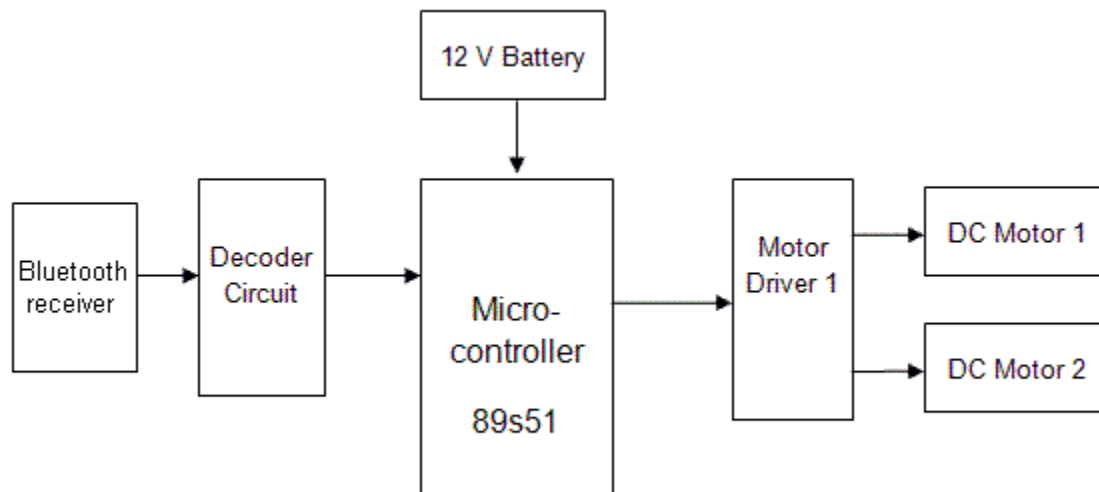 12 V Battery
Bluetooth
receiver
Decoder
Circuit
Micro-
controller
89s51
Motor
Driver 1
DC Motor 1
DC Motor 2